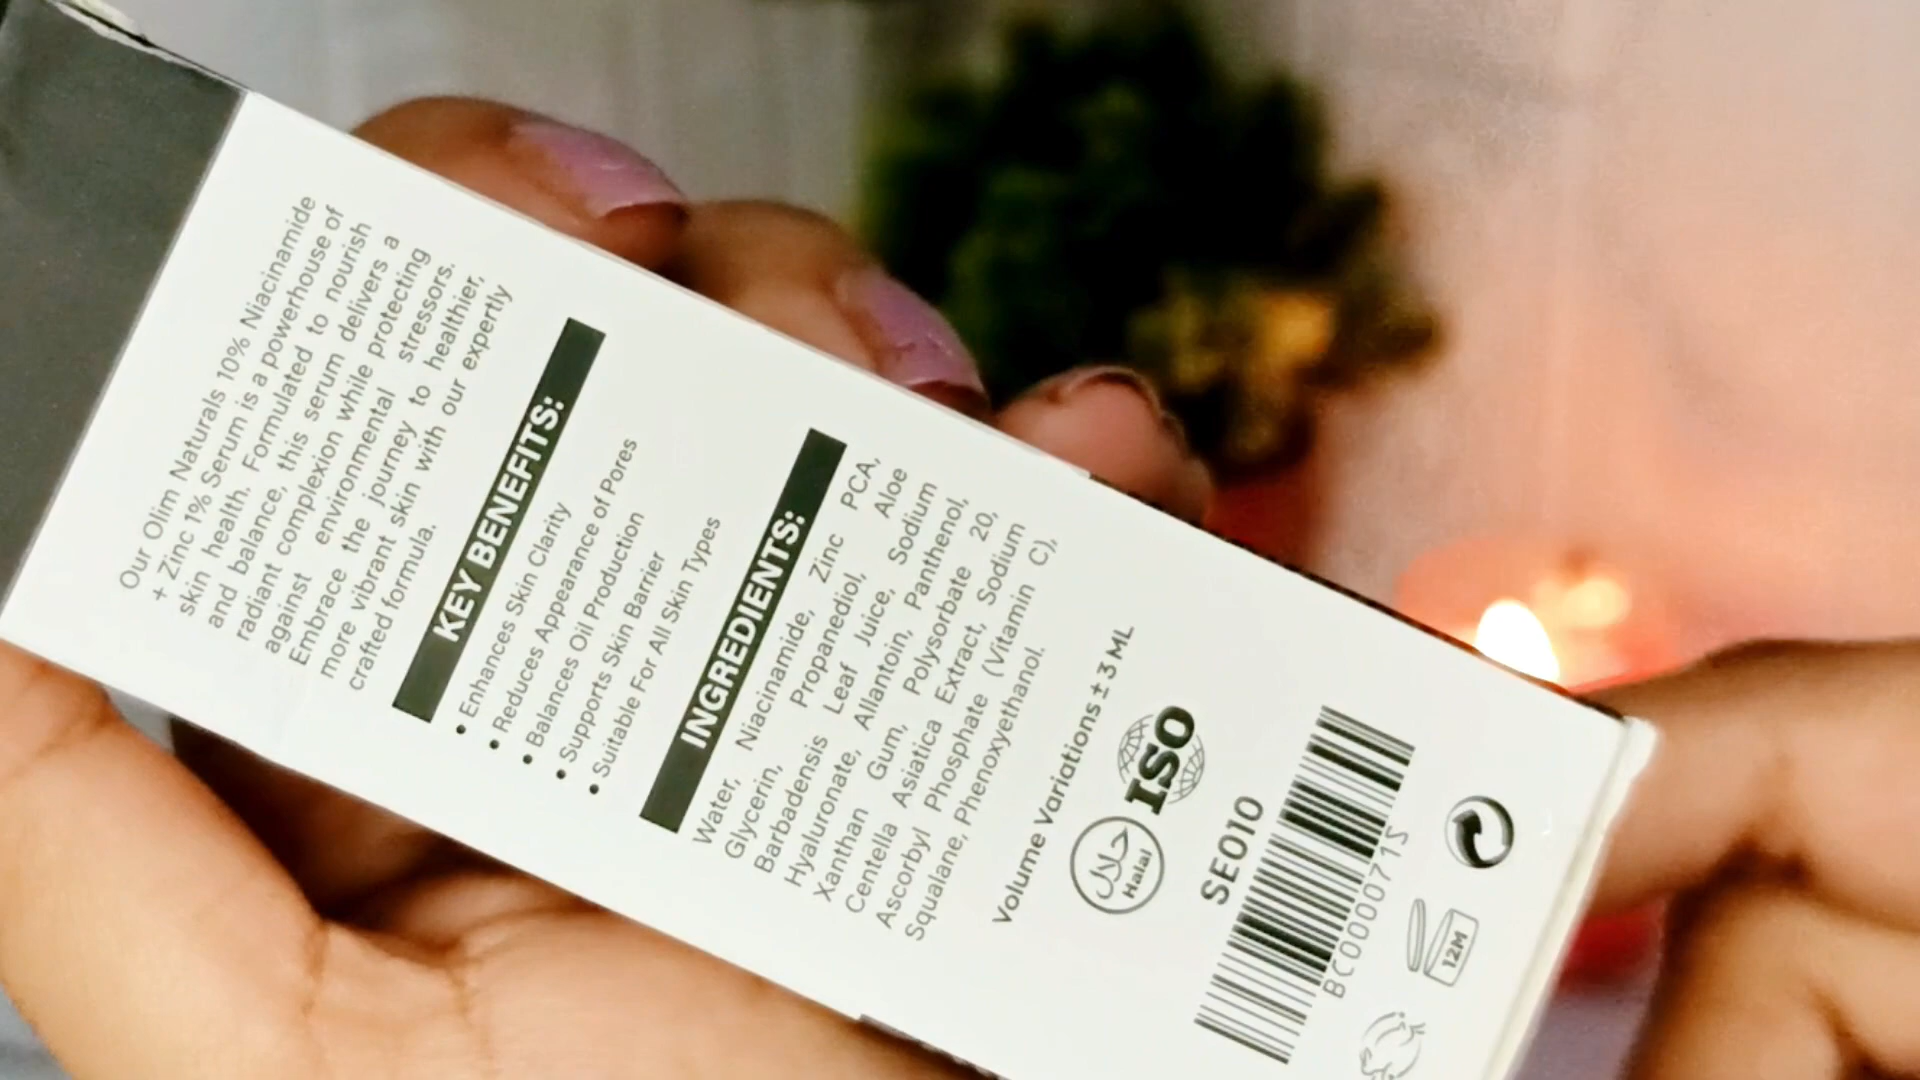 Our Olim Naturals 10% Niacinamide
+ Zinc 1% Serum is a powerhouse of
skin health. Formulated to nourish
and balance, this serum delivers a
radiant complexion while protecting
against environmental stressors.
Embrace the journey to healthier,
more vibrant skin with our expertly
crafted formula.
KEY BENEFITS:
• Enhances Skin Clarity
• Reduces Appearance of Pores
• Balances Oil Production
• Supports Skin Barrier
• Suitable For All Skin Types
INGREDIENTS:
Water, Niacinamide, Zinc PCA,
Glycerin, Propanediol, Aloe
Barbadensis Leaf Juice, Sodium
Hyaluronate, Allantoin, Panthenol,
Xanthan Gum, Polysorbate 20,
Centella Asiatica Extract, Sodium
Ascorbyl Phosphate (Vitamin C),
Squalane, Phenoxyethanol.
Volume Variations ± 3 ML
حلال
Halal
ISO
SE010
BC0000071S
12M